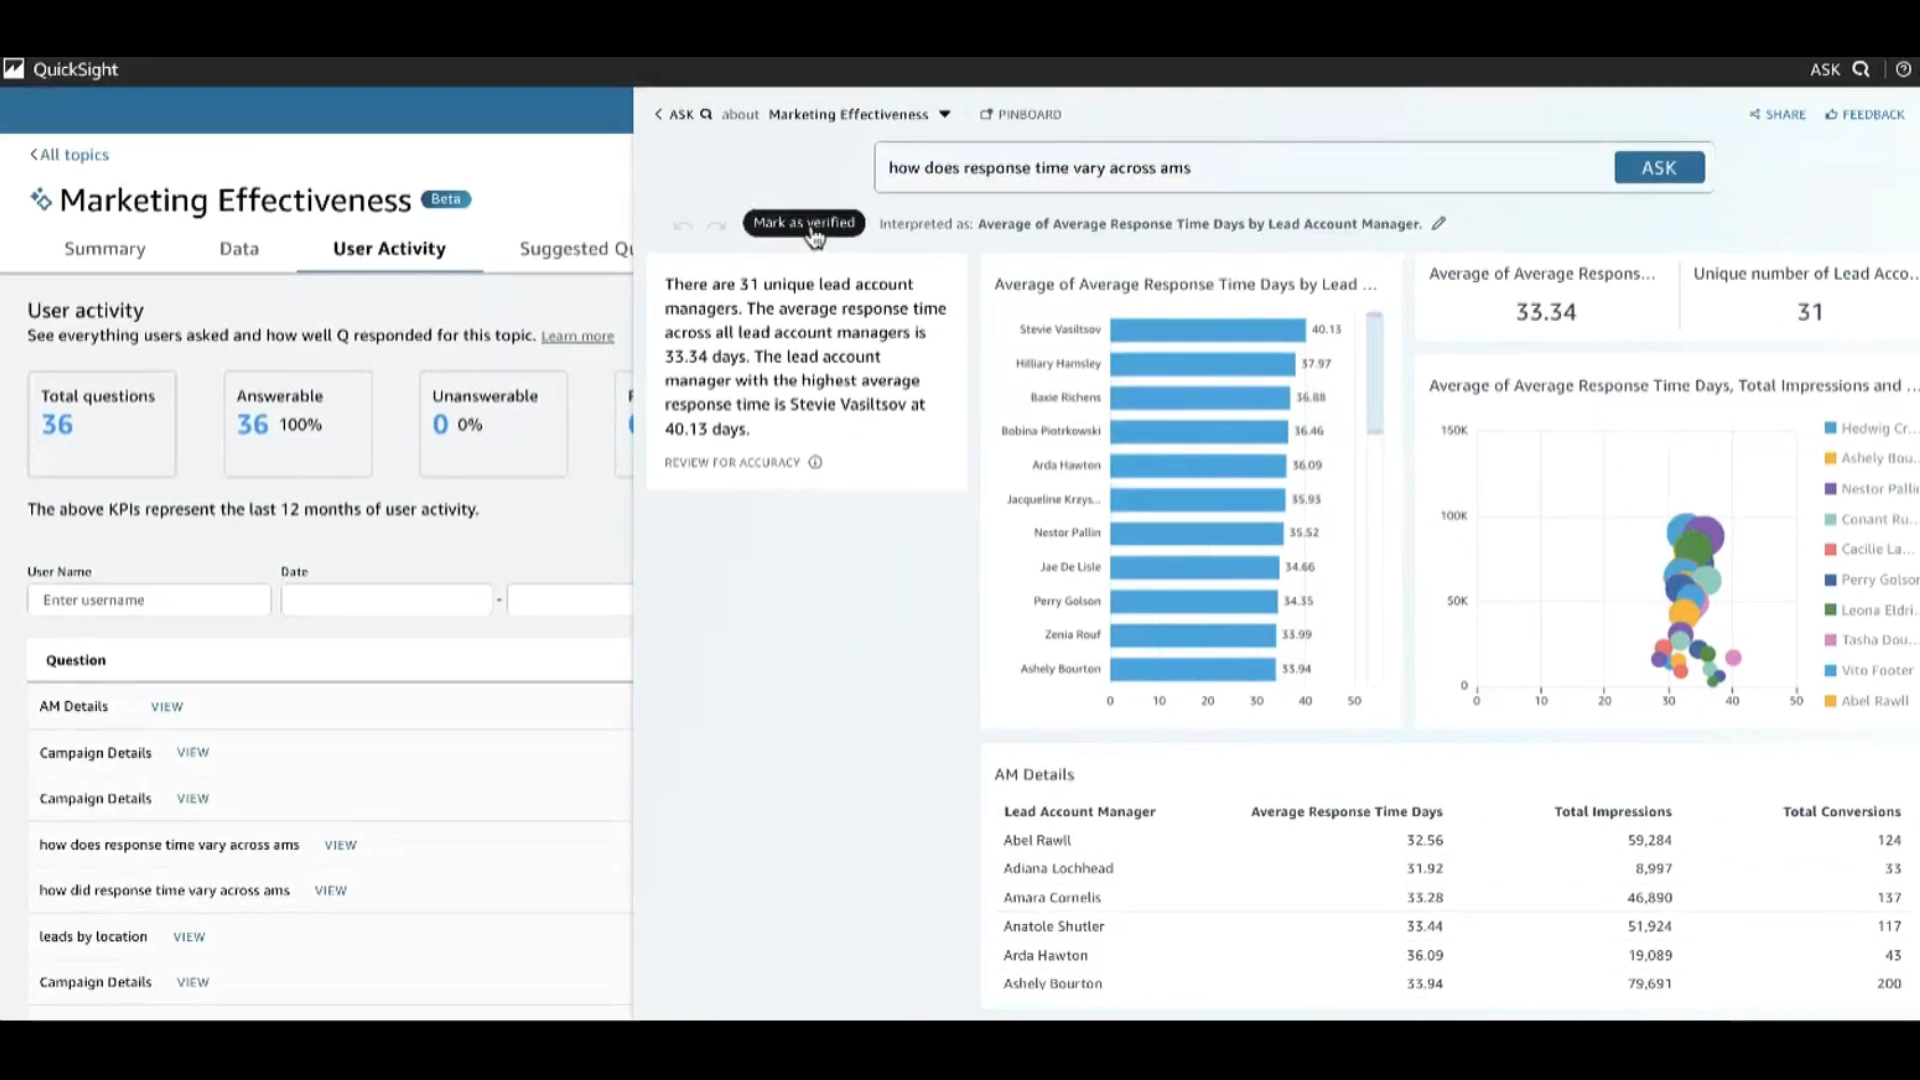 QuickSight
ASK
ASK about Marketing Effectiveness
PINBOARD
SHARE
FEEDBACK
how does response time vary across ams
ASK
Mark as verified
Interpreted as: Average of Average Response Time Days by Lead Account Manager.
All topics
Marketing Effectiveness Beta
Summary
Data
User Activity
Suggested Qu
User activity
See everything users asked and how well Q responded for this topic. Learn more
Total questions
36
Answerable
36 100%
Unanswerable
0 0%
The above KPIs represent the last 12 months of user activity.
User Name
Date
Enter username
-
Question
AM Details VIEW
Campaign Details VIEW
Campaign Details VIEW
how does response time vary across ams VIEW
how did response time vary across ams VIEW
leads by location VIEW
Campaign Details VIEW
There are 31 unique lead account
managers. The average response time
across all lead account managers is
33.34 days. The lead account
manager with the highest average
response time is Stevie Vasiltsov at
40.13 days.
REVIEW FOR ACCURACY
Average of Average Response Time Days by Lead ...
Stevie Vasiltsov 40.13
Hilliary Hamsley 37.97
Baxie Richens 36.88
Bobina Piotrkowski 36.46
Arda Hawton 36.09
Jacqueline Krzys... 35.93
Nestor Pallin 35.52
Jae De Lisle 34.66
Perry Golson 34.35
Zenia Rouf 33.99
Ashely Bourton 33.94
0 10 20 30 40 50
Average of Average Respons...
33.34
Unique number of Lead Acco...
31
Average of Average Response Time Days, Total Impressions and ...
150K
100K
50K
0
0 10 20 30 40 50
Hedwig Cr...
Ashely Bou...
Nestor Pallin
Conant Ru...
Cacilie La...
Perry Golson
Leona Eldri...
Tasha Dou...
Vito Footer
Abel Rawll
AM Details
Lead Account Manager Average Response Time Days Total Impressions Total Conversions
Abel Rawll 32.56 59,284 124
Adiana Lochhead 31.92 8,997 33
Amara Cornelis 33.28 46,890 137
Anatole Shutler 33.44 51,924 117
Arda Hawton 36.09 19,089 43
Ashely Bourton 33.94 79,691 200